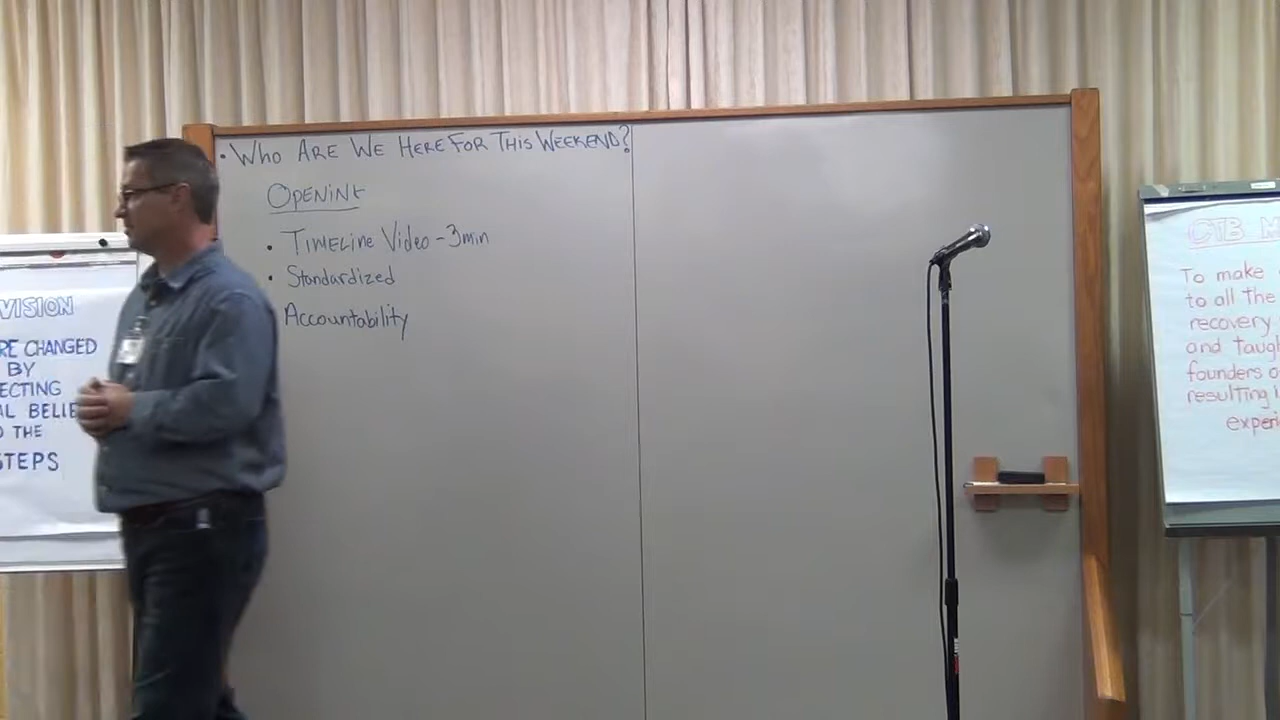 • WHO ARE WE HERE FOR THIS WEEKEND?
OPENING
• TIMELINE Video - 3min
• Standardized
Accountability
VISION
RE CHANGED
BY
ECTING
AL BELIE
THE
STEPS
CTB M
To make
to all the
recovery
and taugh
founders o
resulting i
experi